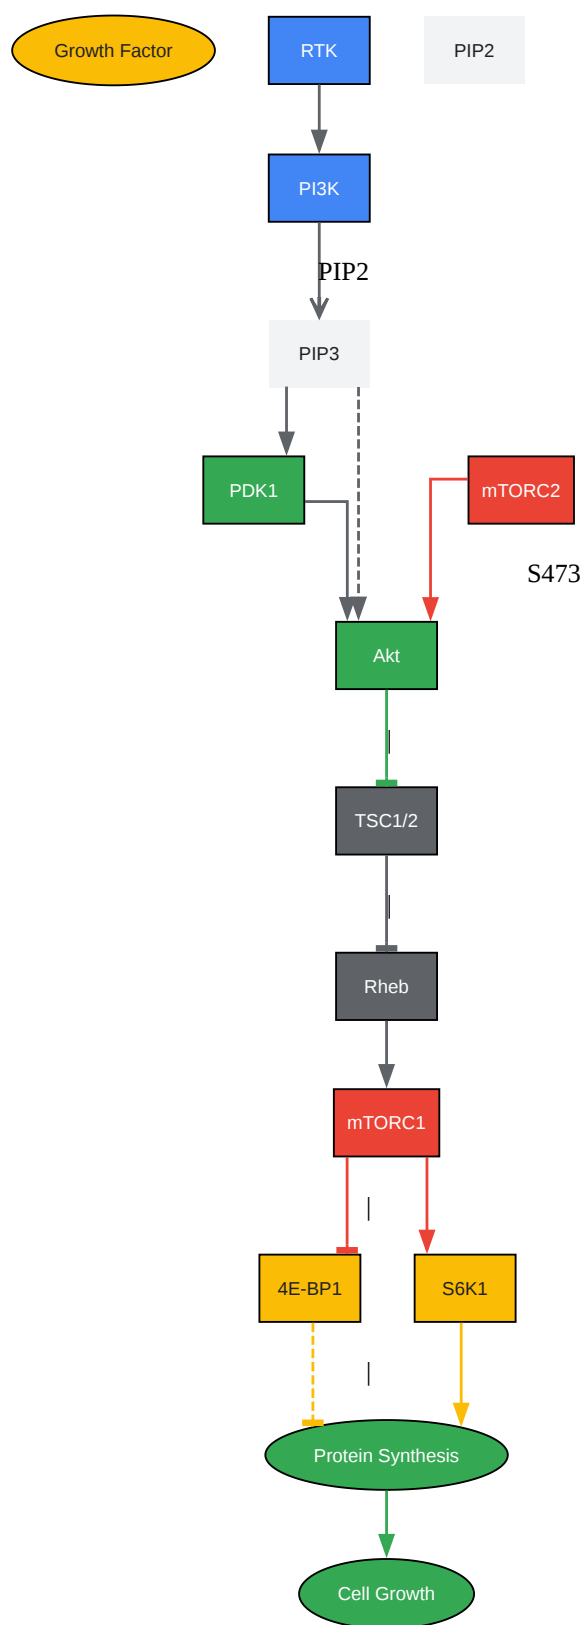 Growth Factor
RTK
PIP2
PI3K
PIP2
PIP3
PDK1
mTORC2
S473
Akt
|
TSC1/2
|
Rheb
mTORC1
|
4E-BP1
S6K1
|
Protein Synthesis
Cell Growth